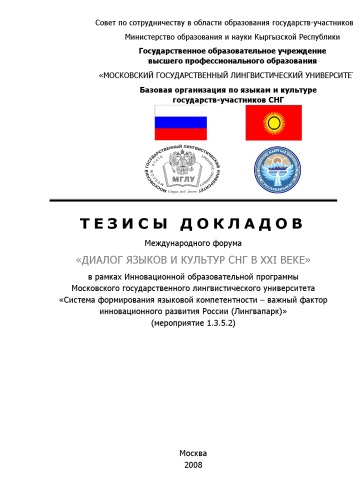 Совет по сотрудничеству в области образования государств-участников
Министерство образования и науки Кыргызской Республики
Государственное образовательное учреждение
высшего профессионального образования
«МОСКОВСКИЙ ГОСУДАРСТВЕННЫЙ ЛИНГВИСТИЧЕСКИЙ УНИВЕРСИТЕТ
Базовая организация по языкам и культуре
государств-участников СНГ
МГЛУ
ТЕЗИСЫ ДОКЛАДОВ
Международного форума
«ДИАЛОГ ЯЗЫКОВ И КУЛЬТУР СНГ В XXI ВЕКЕ»
в рамках Инновационной образовательной программы
Московского государственного лингвистического университета
«Система формирования языковой компетентности – важный фактор
инновационного развития России (Лингвапарк)»
(мероприятие 1.3.5.2)
Москва
2008